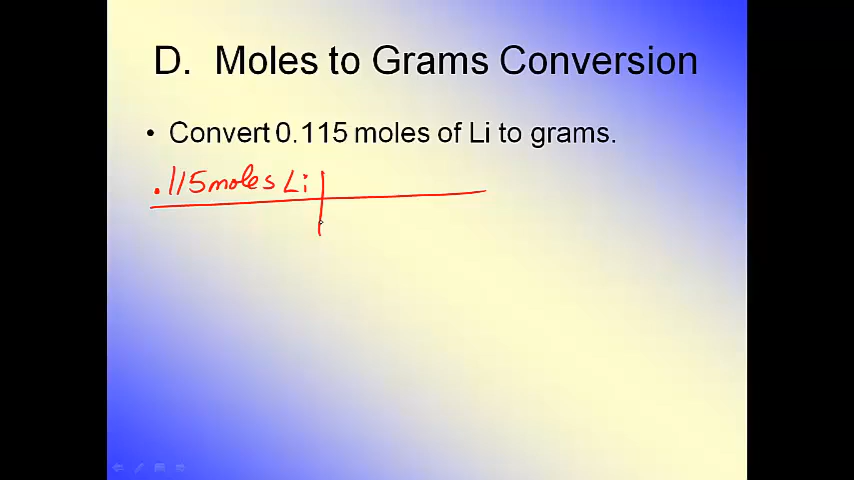 D. Moles to Grams Conversion
• Convert 0.115 moles of Li to grams.
.115 moles Li